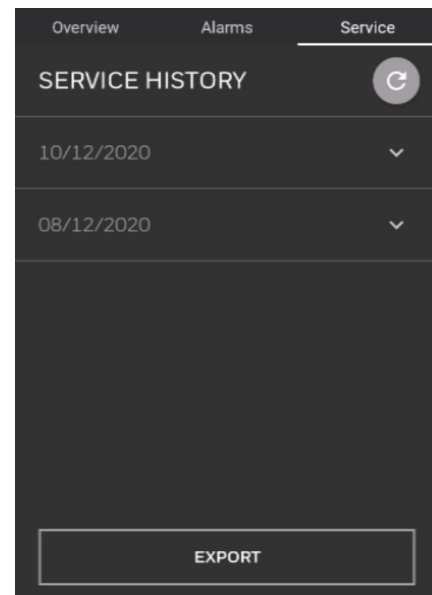 Overview Alarms Service
SERVICE HISTORY
10/12/2020
08/12/2020
EXPORT